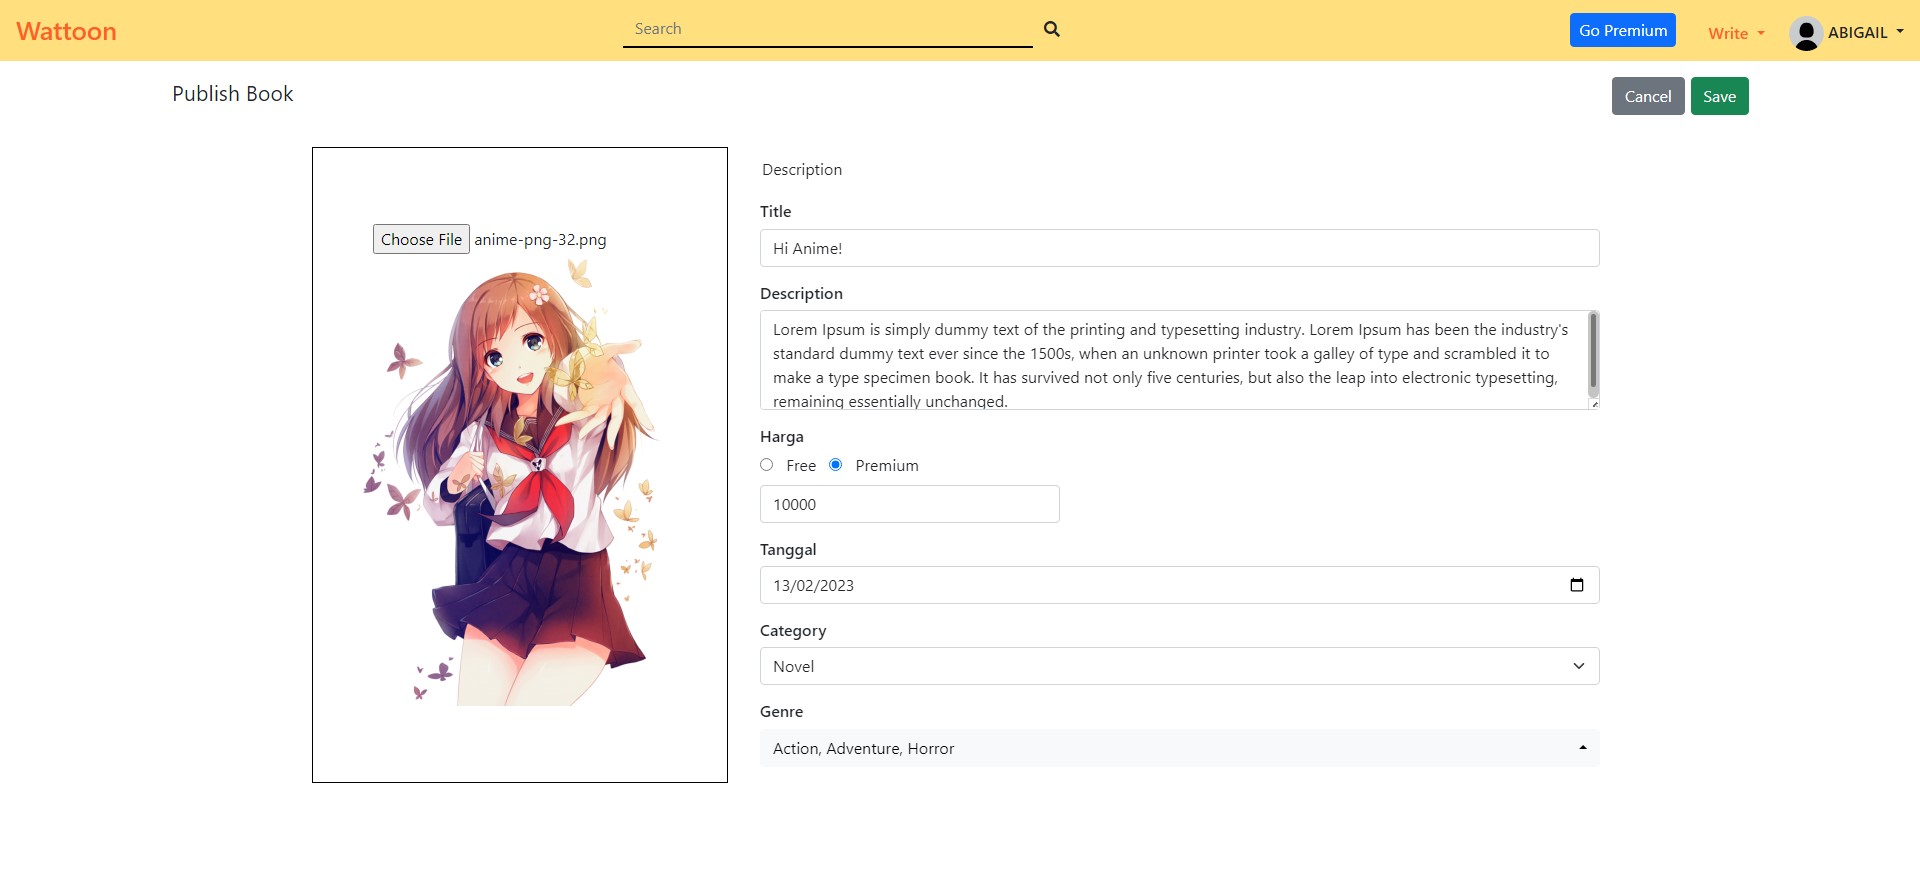 Wattoon
Search
Go Premium
Write
ABIGAIL
Publish Book
Cancel
Save
Choose File anime-png-32.png
Description
Title
Hi Anime!
Description
Lorem Ipsum is simply dummy text of the printing and typesetting industry. Lorem Ipsum has been the industry's
standard dummy text ever since the 1500s, when an unknown printer took a galley of type and scrambled it to
make a type specimen book. It has survived not only five centuries, but also the leap into electronic typesetting,
remaining essentially unchanged.
Harga
Free Premium
10000
Tanggal
13/02/2023
Category
Novel
Genre
Action, Adventure, Horror